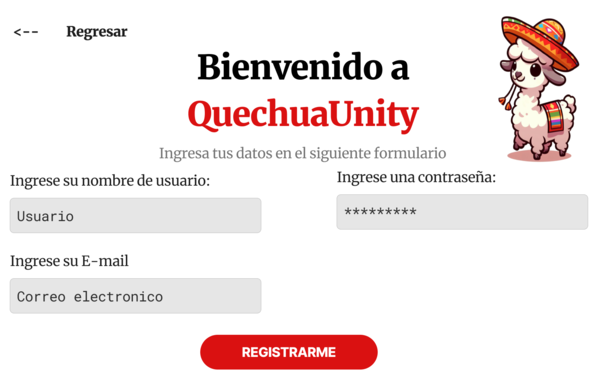 <-- Regresar
Bienvenido a
QuechuaUnity
Ingresa tus datos en el siguiente formulario
Ingrese su nombre de usuario:
Usuario
Ingrese una contraseña:
*********
Ingrese su E-mail
Correo electronico
REGISTRARME